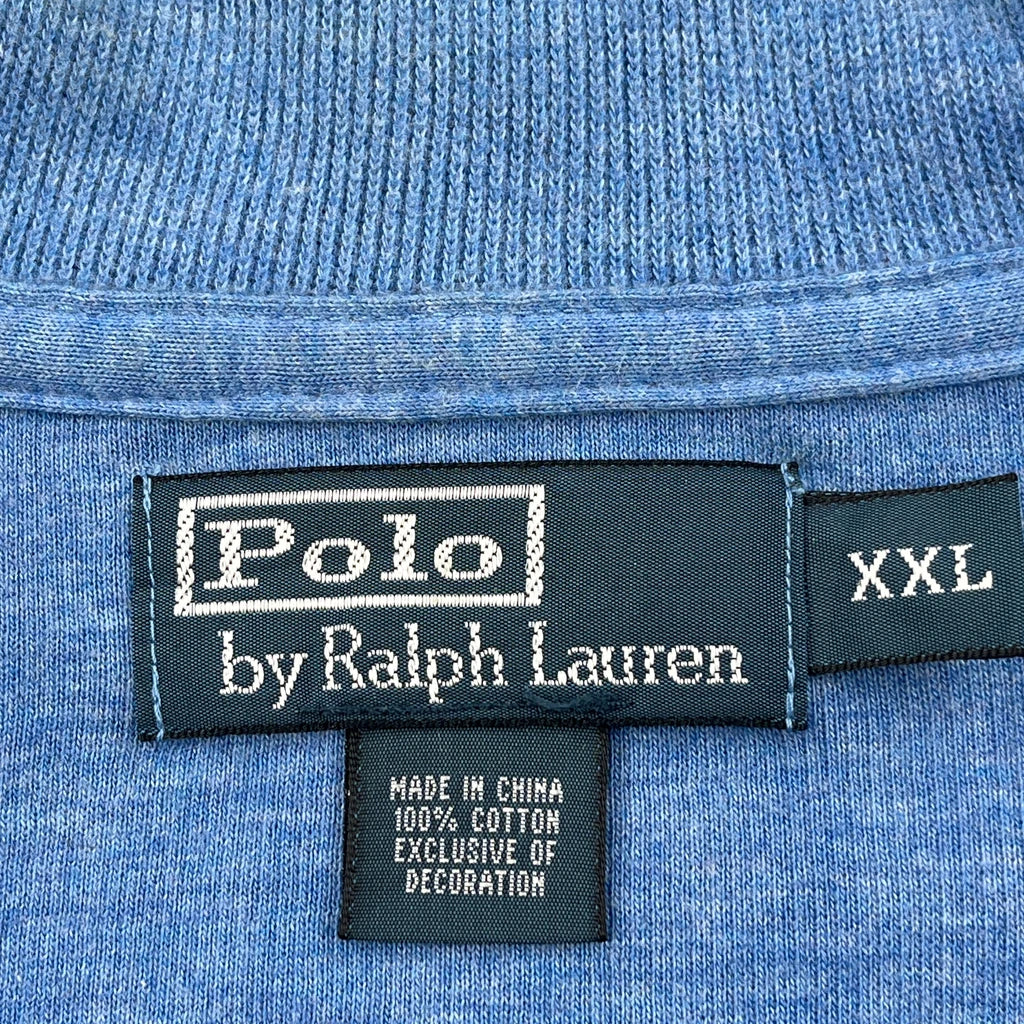 Polo
by Ralph Lauren
XXL
MADE IN CHINA
100% COTTON
EXCLUSIVE OF
DECORATION